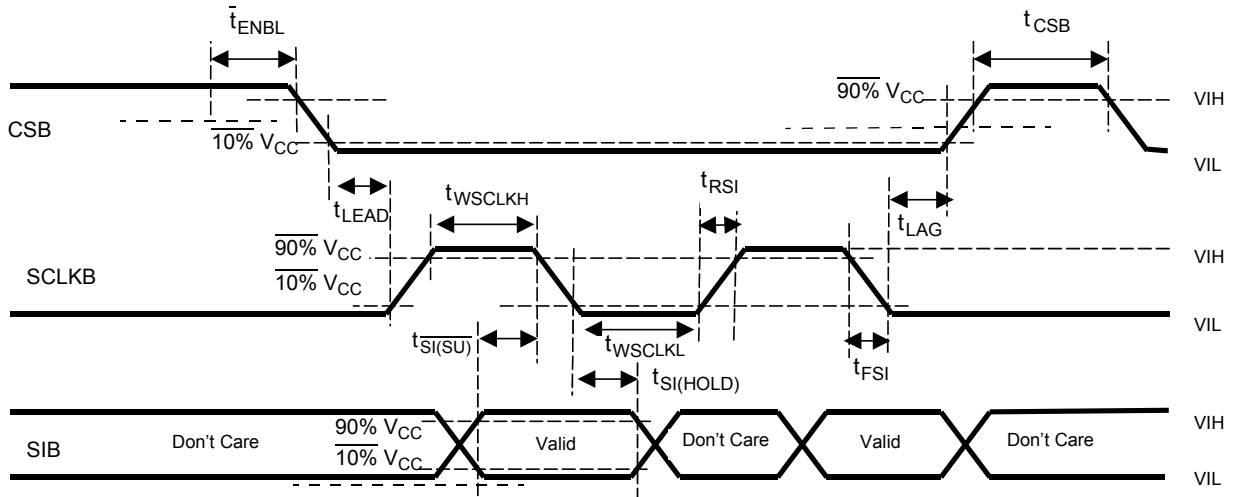 t̅ENBL
tCSB
90% VCC
VIH
CSB
10% VCC
VIL
tLEAD
tWSCLKH
tRSI
tLAG
90% VCC
VIH
SCLKB
10% VCC
VIL
tSI(SU)
tWSCLKL
tSI(HOLD)
tFSI
90% VCC
VIH
SIB
Don't Care
Valid
Don't Care
Valid
Don't Care
10% VCC
VIL